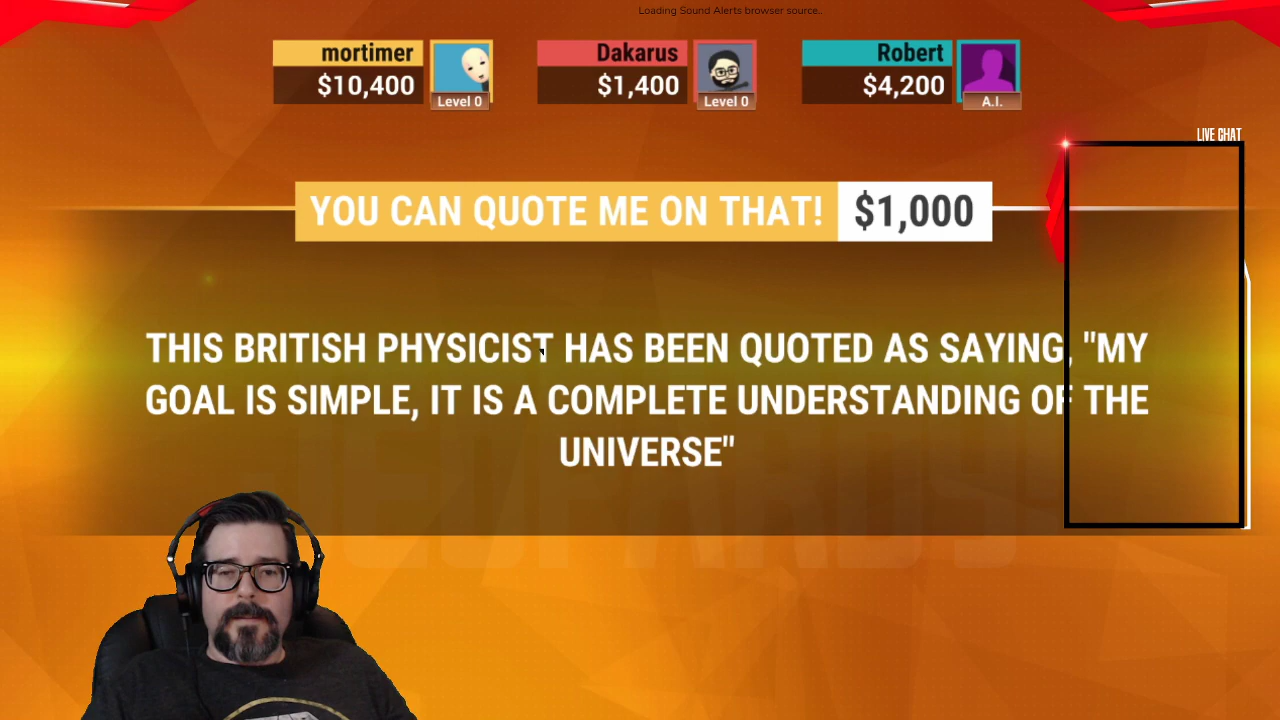 Loading Sound Alerts browser source..
mortimer
$10,400
Level 0
Dakarus
$1,400
Level 0
Robert
$4,200
A.I.
LIVE CHAT
YOU CAN QUOTE ME ON THAT! $1,000
THIS BRITISH PHYSICIST HAS BEEN QUOTED AS SAYING, "MY
GOAL IS SIMPLE, IT IS A COMPLETE UNDERSTANDING OF THE
UNIVERSE"
JEOPARDY!